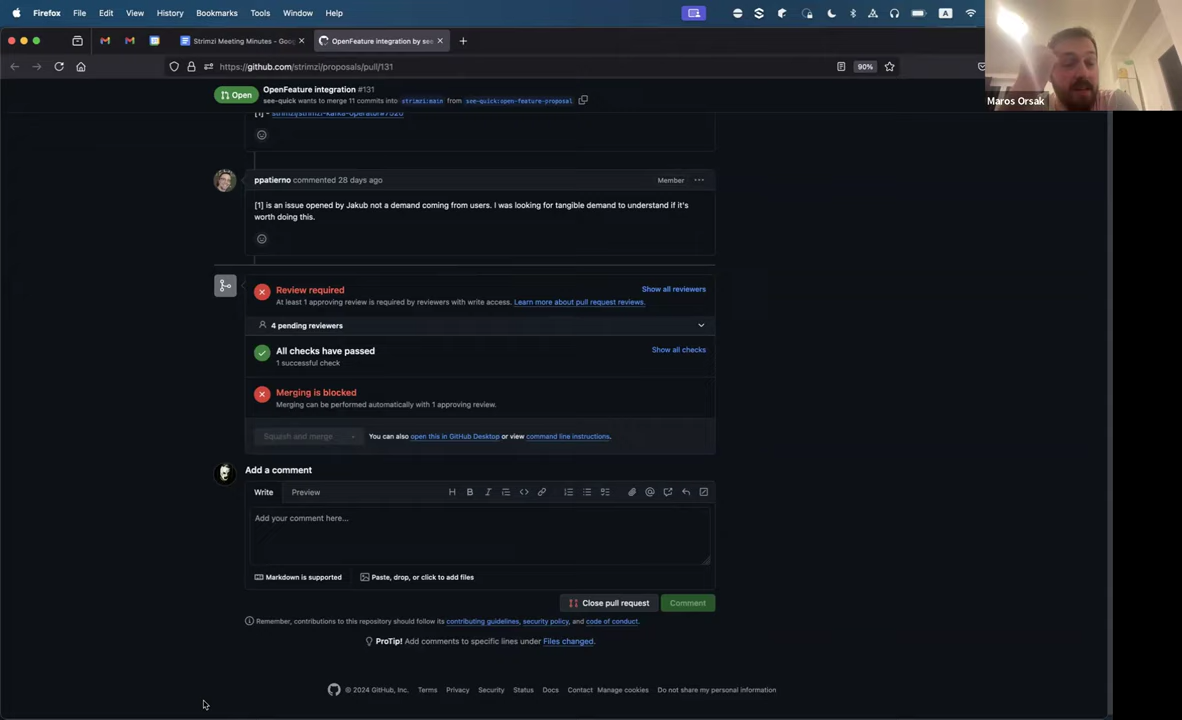 Firefox File Edit View History Bookmarks Tools Window Help
Strimzi Meeting Minutes - Goog
OpenFeature integration by see-
https://github.com/strimzi/proposals/pull/131
90%
Maros Orsak
Open
OpenFeature integration #131
see-quick wants to merge 11 commits into strimzi:main from see-quick:open-feature-proposal
[1] - strimzi/strimzi-kafka-operator#7520
ppatierno commented 28 days ago
Member
[1] is an issue opened by Jakub not a demand coming from users. I was looking for tangible demand to understand if it's
worth doing this.
Review required
Show all reviewers
At least 1 approving review is required by reviewers with write access. Learn more about pull request reviews.
4 pending reviewers
All checks have passed
Show all checks
1 successful check
Merging is blocked
Merging can be performed automatically with 1 approving review.
Squash and merge
You can also open this in GitHub Desktop or view command line instructions.
Add a comment
Write Preview
Add your comment here...
Markdown is supported
Paste, drop, or click to add files
Close pull request
Comment
Remember, contributions to this repository should follow its contributing guidelines, security policy, and code of conduct.
ProTip! Add comments to specific lines under Files changed.
© 2024 GitHub, Inc. Terms Privacy Security Status Docs Contact Manage cookies Do not share my personal information